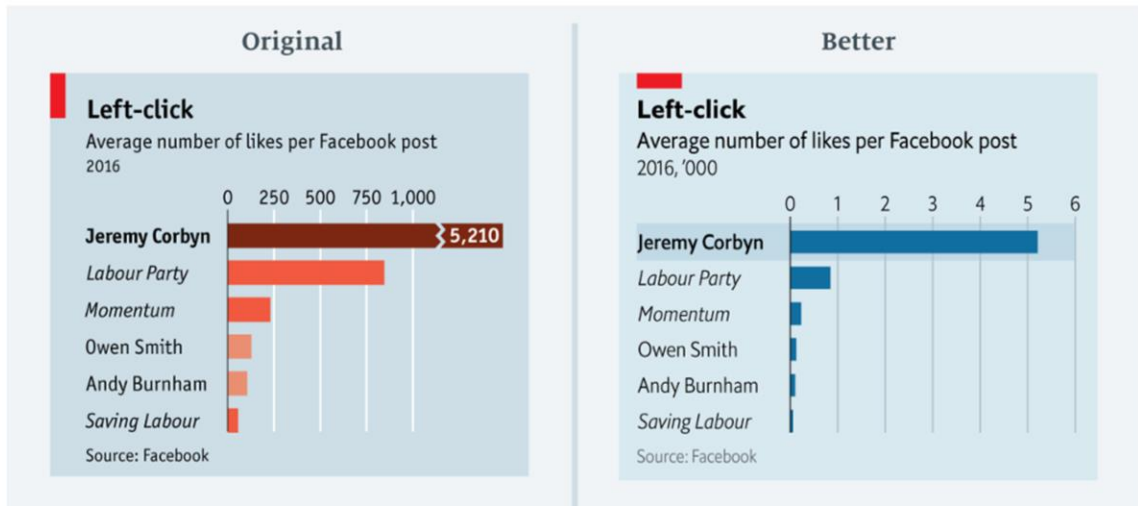 Original
Left-click
Average number of likes per Facebook post
2016
0 250 500 750 1,000
Jeremy Corbyn 5,210
Labour Party
Momentum
Owen Smith
Andy Burnham
Saving Labour
Source: Facebook
Better
Left-click
Average number of likes per Facebook post
2016, '000
0 1 2 3 4 5 6
Jeremy Corbyn
Labour Party
Momentum
Owen Smith
Andy Burnham
Saving Labour
Source: Facebook